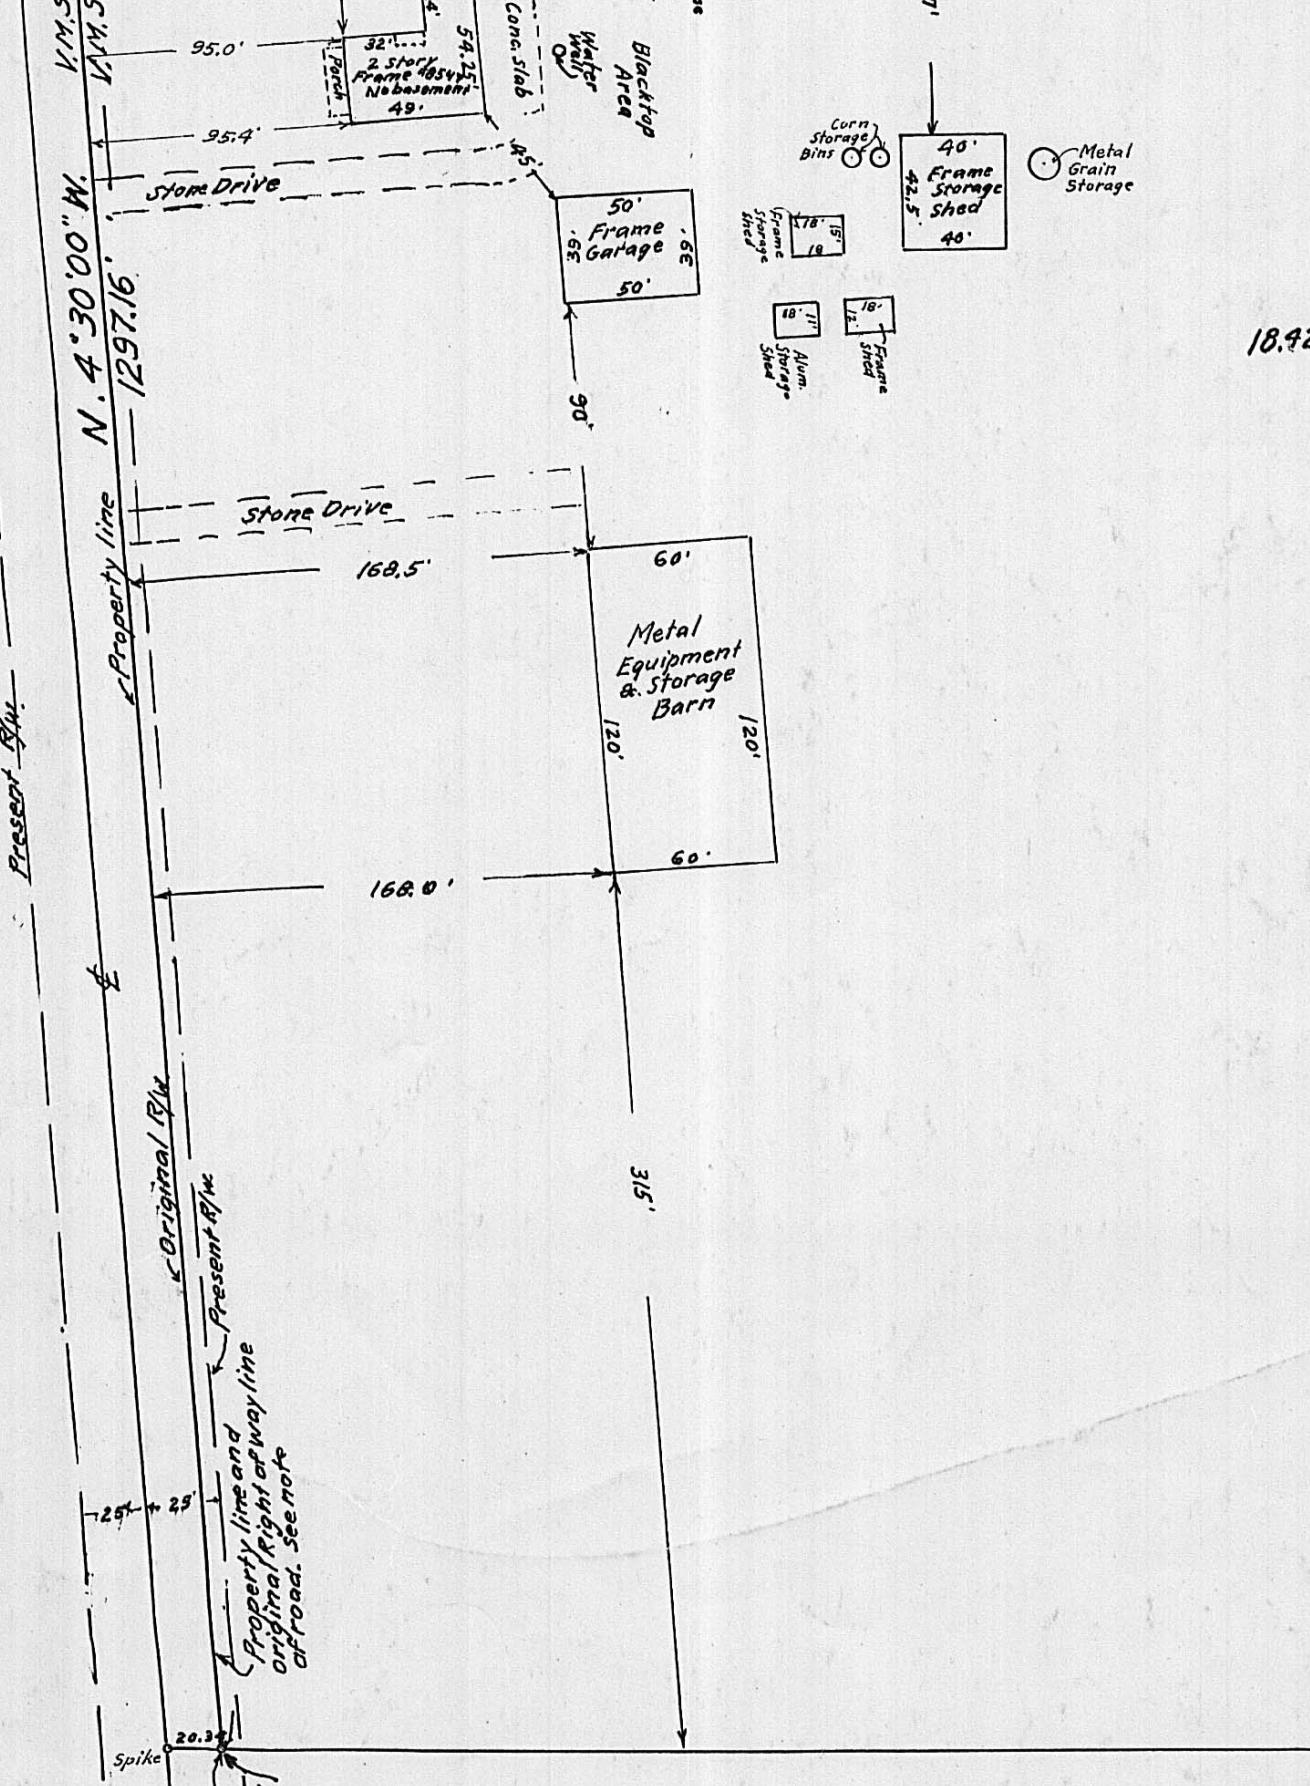 V.M.S
V.M.S
95.0'
32'
2 Story
Frame
No basement
49'
Porch
4'
54.25'
Conc. slab
Water
Well
Blacktop
Area
7'
95.4'
Stone Drive
45'
50'
Frame
Garage
39'
39'
50'
Corn
Storage
Bins
40'
Frame
Storage
Shed
42.5'
40'
Metal
Grain
Storage
Frame
Storage
Shed
18'
15'
18
18'
11'
Alum.
Storage
Shed
18'
12'
Frame
Shed
18.42
N. 4° 30' 00" W.
1297.16'
90'
Property line
Stone Drive
168.5'
60'
Metal
Equipment
& Storage
Barn
120'
120'
60'
168.0'
Present R/W.
℄
Original R/W
Present R/W.
315'
Property line and
original Right of way line
of road. See note
25'
25'
Spike
20.34